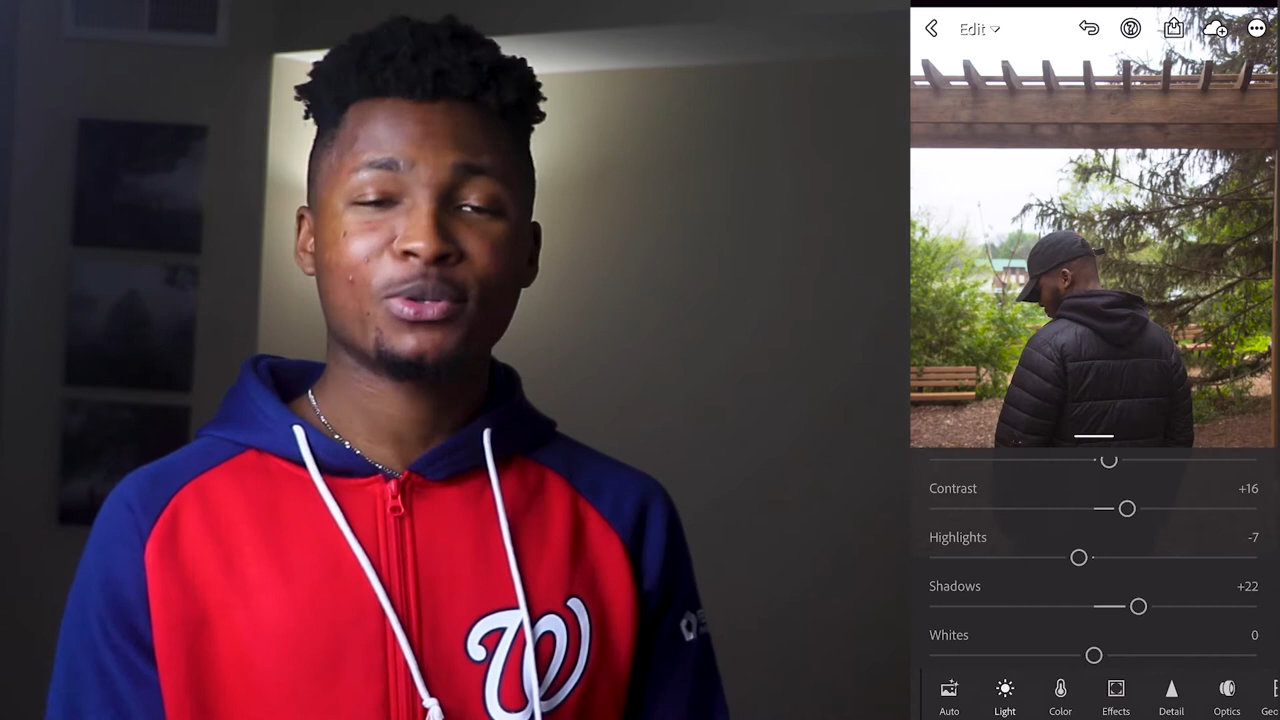 Edit
Contrast +16
Highlights -7
Shadows +22
Whites 0
Auto Light Color Effects Detail Optics
W